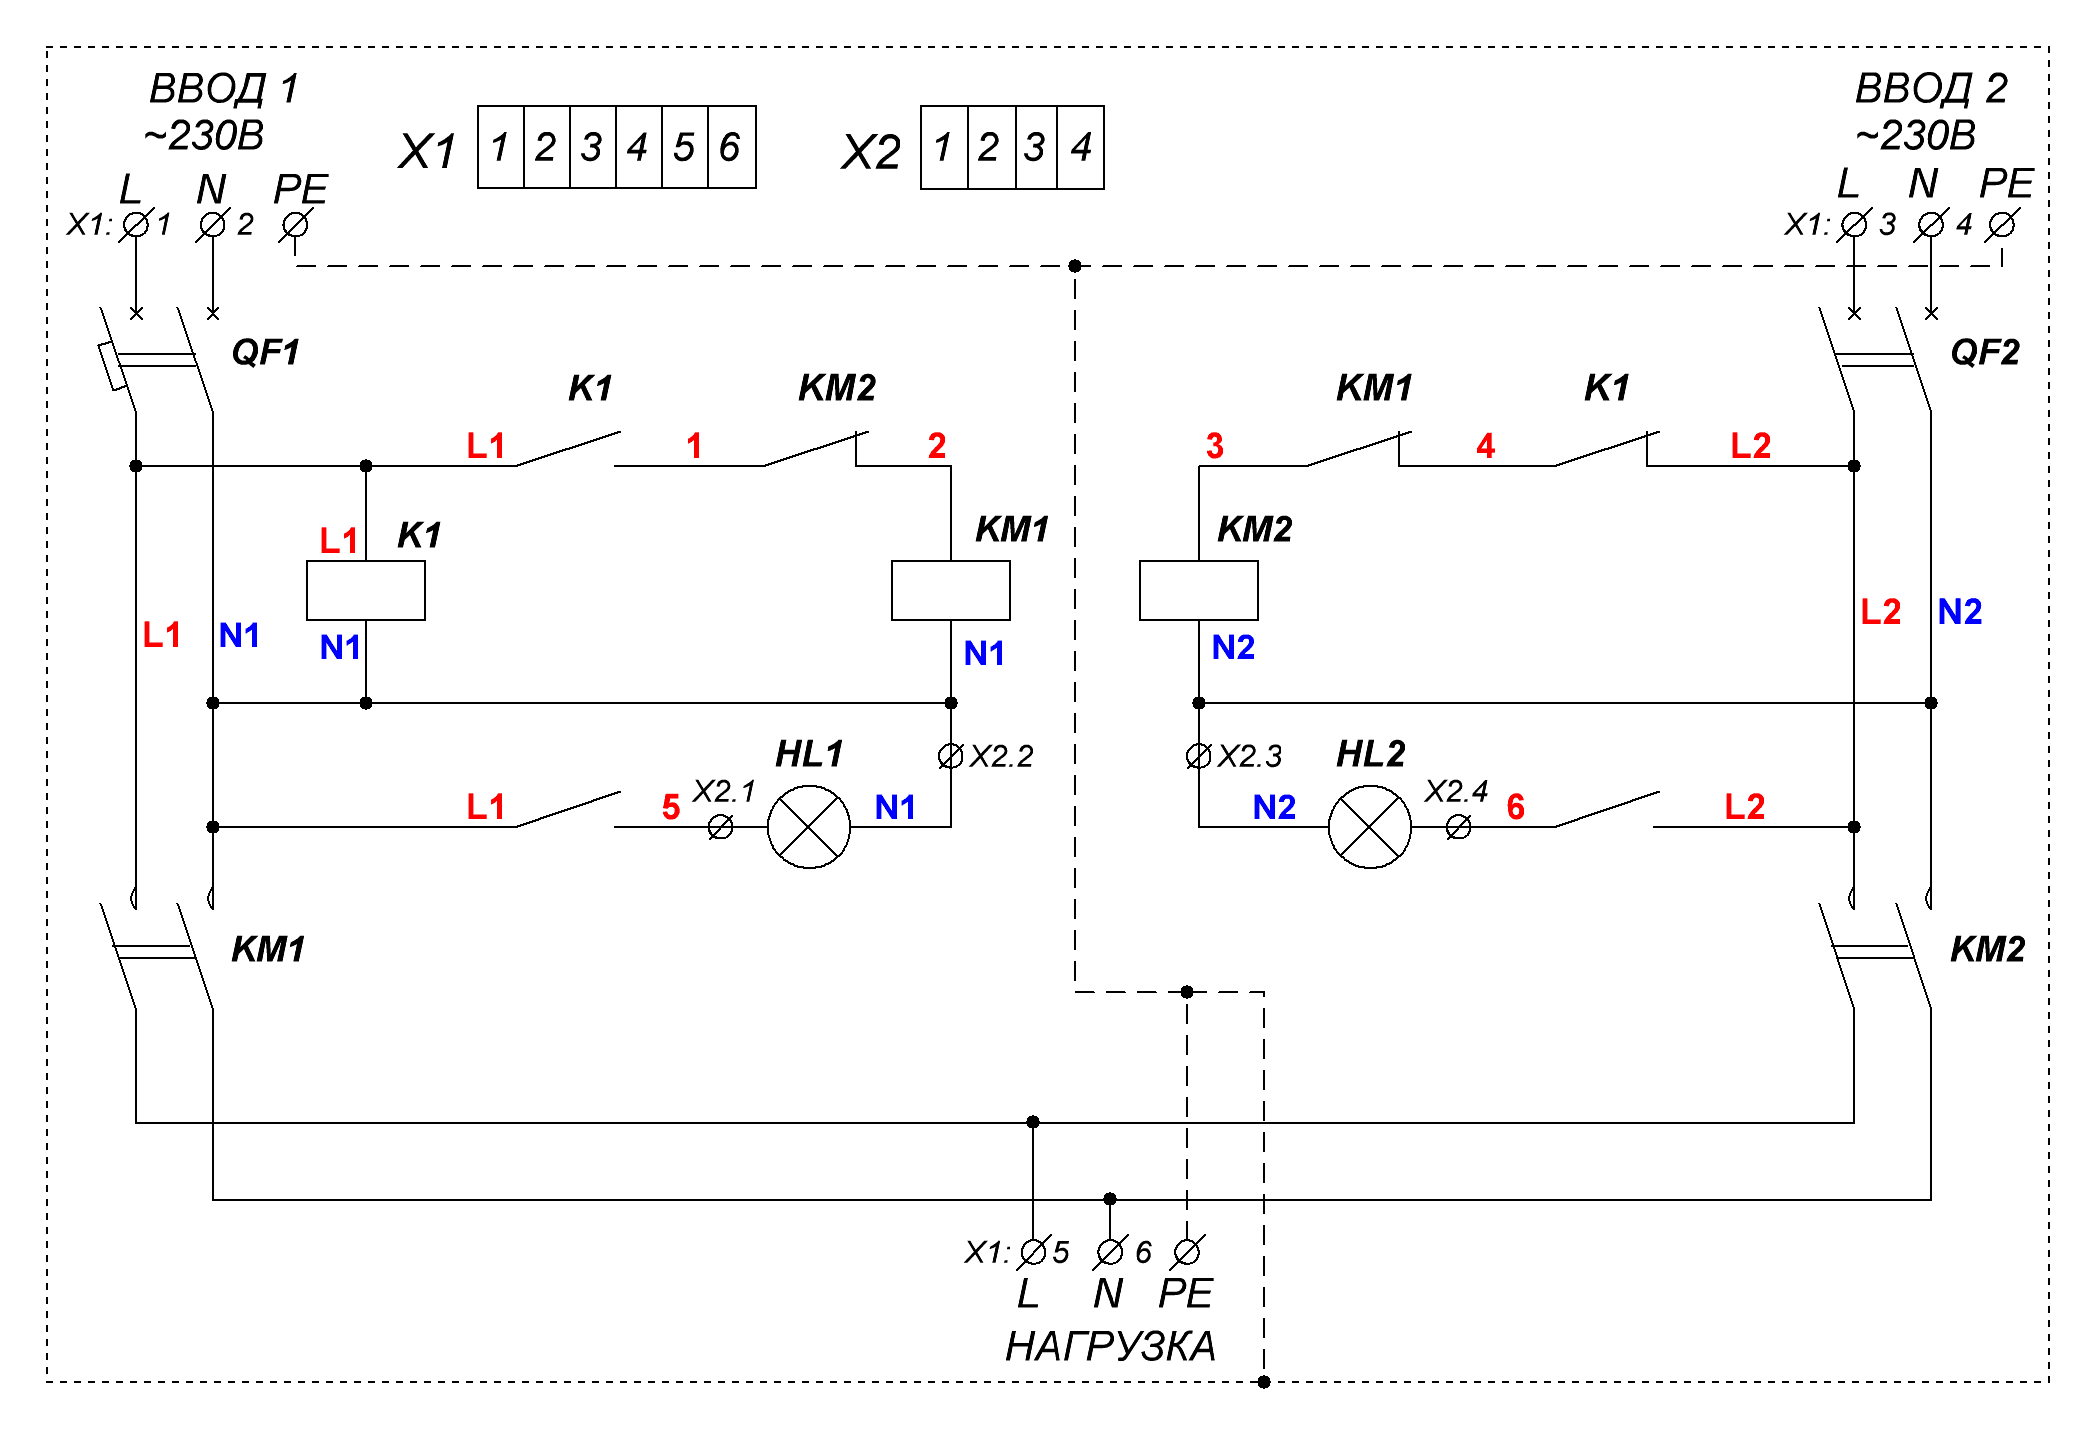 ВВОД 1
~230В
L N PE
X1: 1 2
X1 1 2 3 4 5 6
X2 1 2 3 4
ВВОД 2
~230В
L N PE
X1: 3 4
QF1
QF2
K1 KM2 KM1 K1
L1 1 2 3 4 L2
L1 K1 KM1 KM2
L1 N1 N1 N1 N2 L2 N2
HL1 X2.2 X2.3 HL2
L1 5 X2.1 N1 N2 X2.4 6 L2
KM1 KM2
X1: 5 6
L N PE
НАГРУЗКА